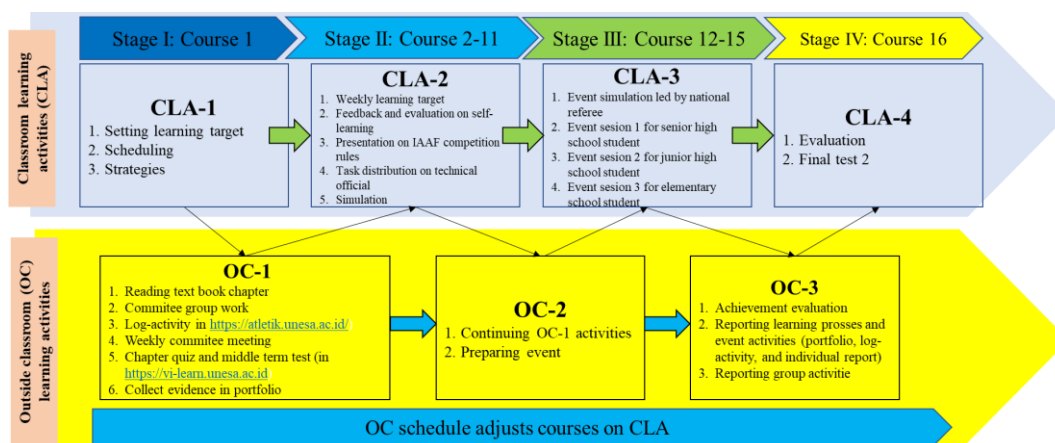 Classroom learning
activities (CLA)
Stage I: Course 1
Stage II: Course 2-11
Stage III: Course 12-15
Stage IV: Course 16
CLA-1
1. Setting learning target
2. Scheduling
3. Strategies
CLA-2
1. Weekly learning target
2. Feedback and evaluation on self-
learning
3. Presentation on IAAF competition
rules
4. Task distribution on technical
official
5. Simulation
CLA-3
1. Event simulation led by national
referee
2. Event sesion 1 for senior high
school student
3. Event sesion 2 for junior high
school student
4. Event sesion 3 for elementary
school student
CLA-4
1. Evaluation
2. Final test 2
Outside classroom (OC)
learning activities
OC-1
1. Reading text book chapter
2. Commitee group work
3. Log-activity in https://atletik.unesa.ac.id/)
4. Weekly commitee meeting
5. Chapter quiz and middle term test (in
https://vi-learn.unesa.ac.id)
6. Collect evidence in portfolio
OC-2
1. Continuing OC-1 activities
2. Preparing event
OC-3
1. Achievement evaluation
2. Reporting learning prosses and
event activities (portfolio, log-
activity, and individual report)
3. Reporting group activitie
OC schedule adjusts courses on CLA